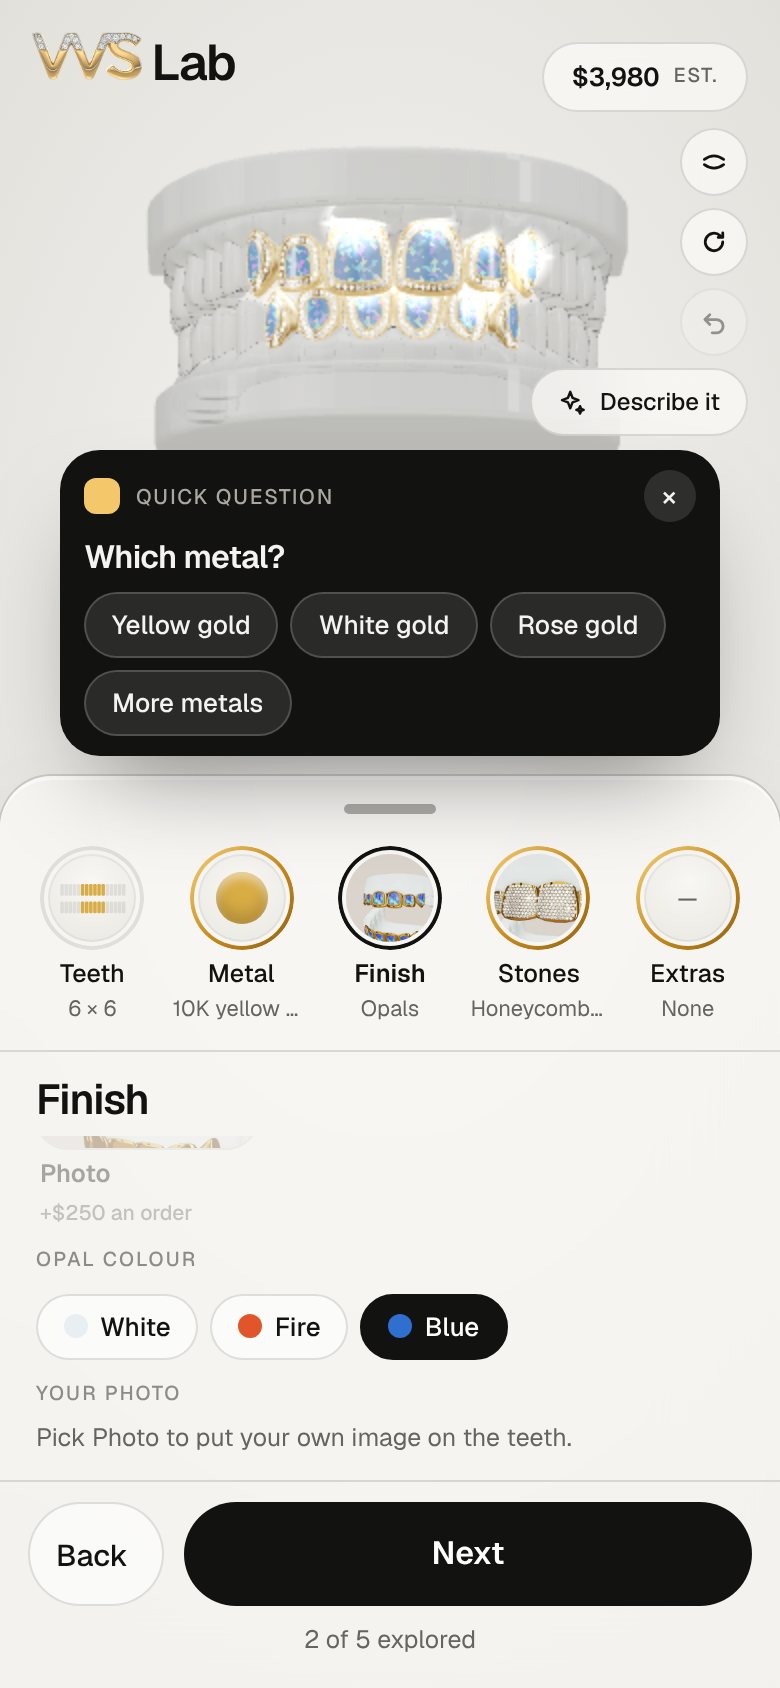 VVS Lab
$3,980 EST.
Describe it
QUICK QUESTION
×
Which metal?
Yellow gold
White gold
Rose gold
More metals
Teeth
6 × 6
Metal
10K yellow ...
Finish
Opals
Stones
Honeycomb...
Extras
None
Finish
Photo
+$250 an order
OPAL COLOUR
White
Fire
Blue
YOUR PHOTO
Pick Photo to put your own image on the teeth.
Back
Next
2 of 5 explored